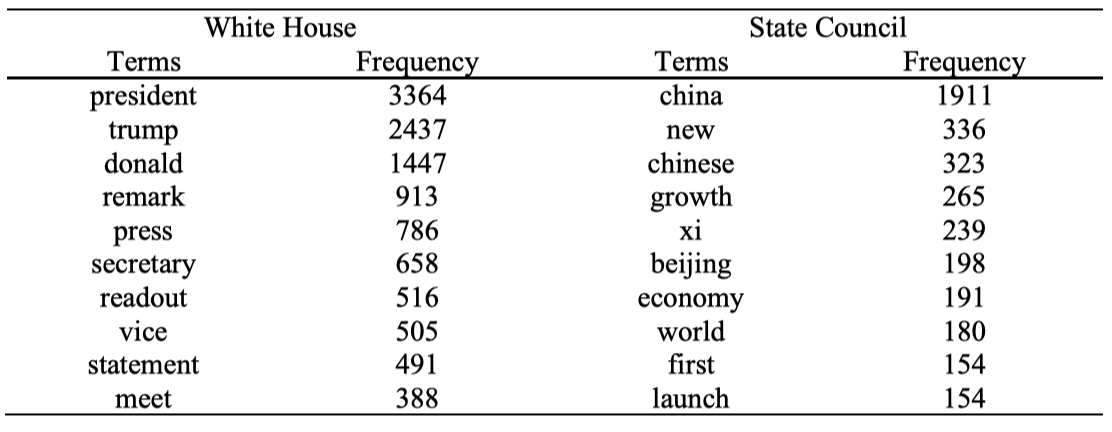 White House State Council
Terms Frequency Terms Frequency
president 3364 china 1911
trump 2437 new 336
donald 1447 chinese 323
remark 913 growth 265
press 786 xi 239
secretary 658 beijing 198
readout 516 economy 191
vice 505 world 180
statement 491 first 154
meet 388 launch 154